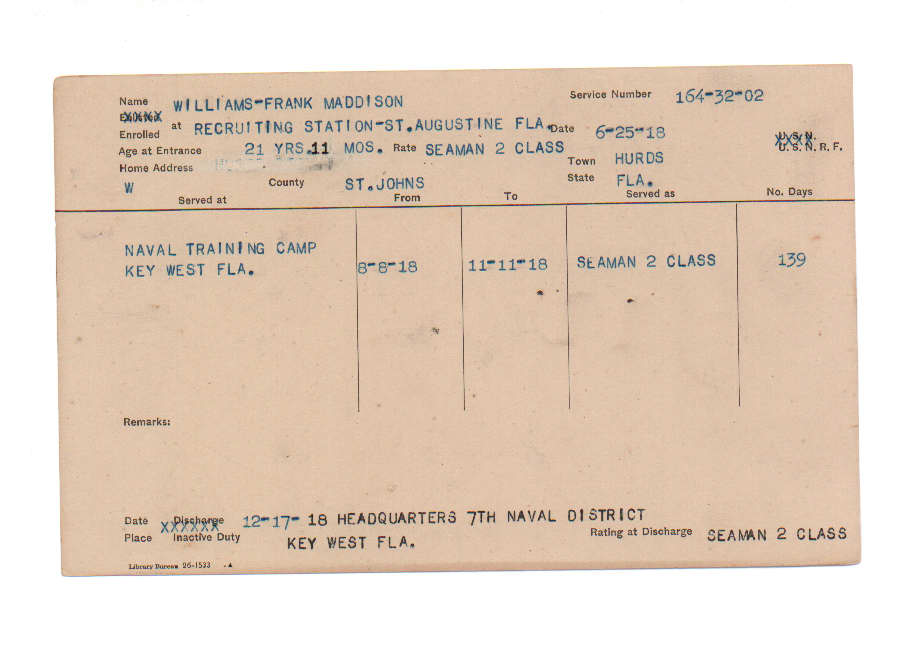 Name WILLIAMS-FRANK MADDISON Service Number 164-32-02
Enrolled at RECRUITING STATION-ST.AUGUSTINE FLA. Date 6-25-18 U.S.N.
Age at Entrance 21 YRS.11 MOS. Rate SEAMAN 2 CLASS U.S.N.R.F.
Home Address Town HURDS
W County ST.JOHNS State FLA.
Served at From To Served as No. Days
NAVAL TRAINING CAMP
KEY WEST FLA. 8-8-18 11-11-18 SEAMAN 2 CLASS 139
Remarks:
Date Discharge XXXXXX 12-17-18 HEADQUARTERS 7TH NAVAL DISTRICT
Place Inactive Duty KEY WEST FLA. Rating at Discharge SEAMAN 2 CLASS
Library Bureau 26-1533